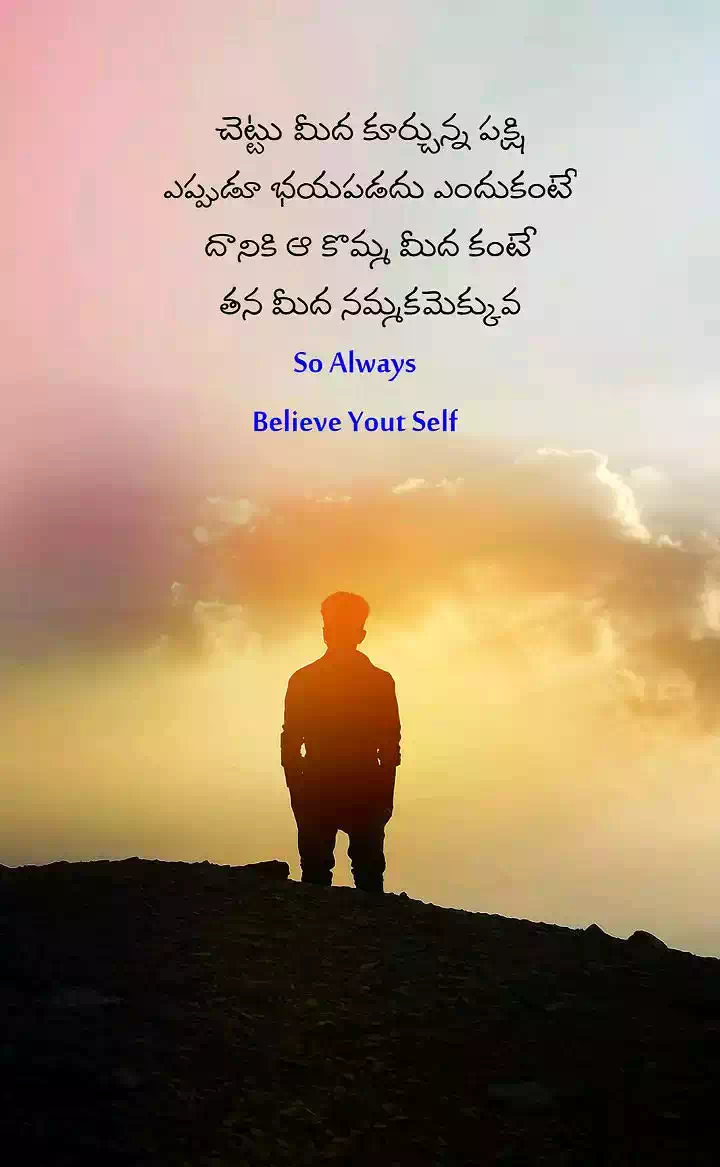 చెట్టు మీద కూర్చున్న పక్షి
ఎప్పుడూ భయపడదు ఎందుకంటే
దానికి ఆ కొమ్మ మీద కంటే
తన మీద నమ్మకమెక్కువ
So Always
Believe Yout Self